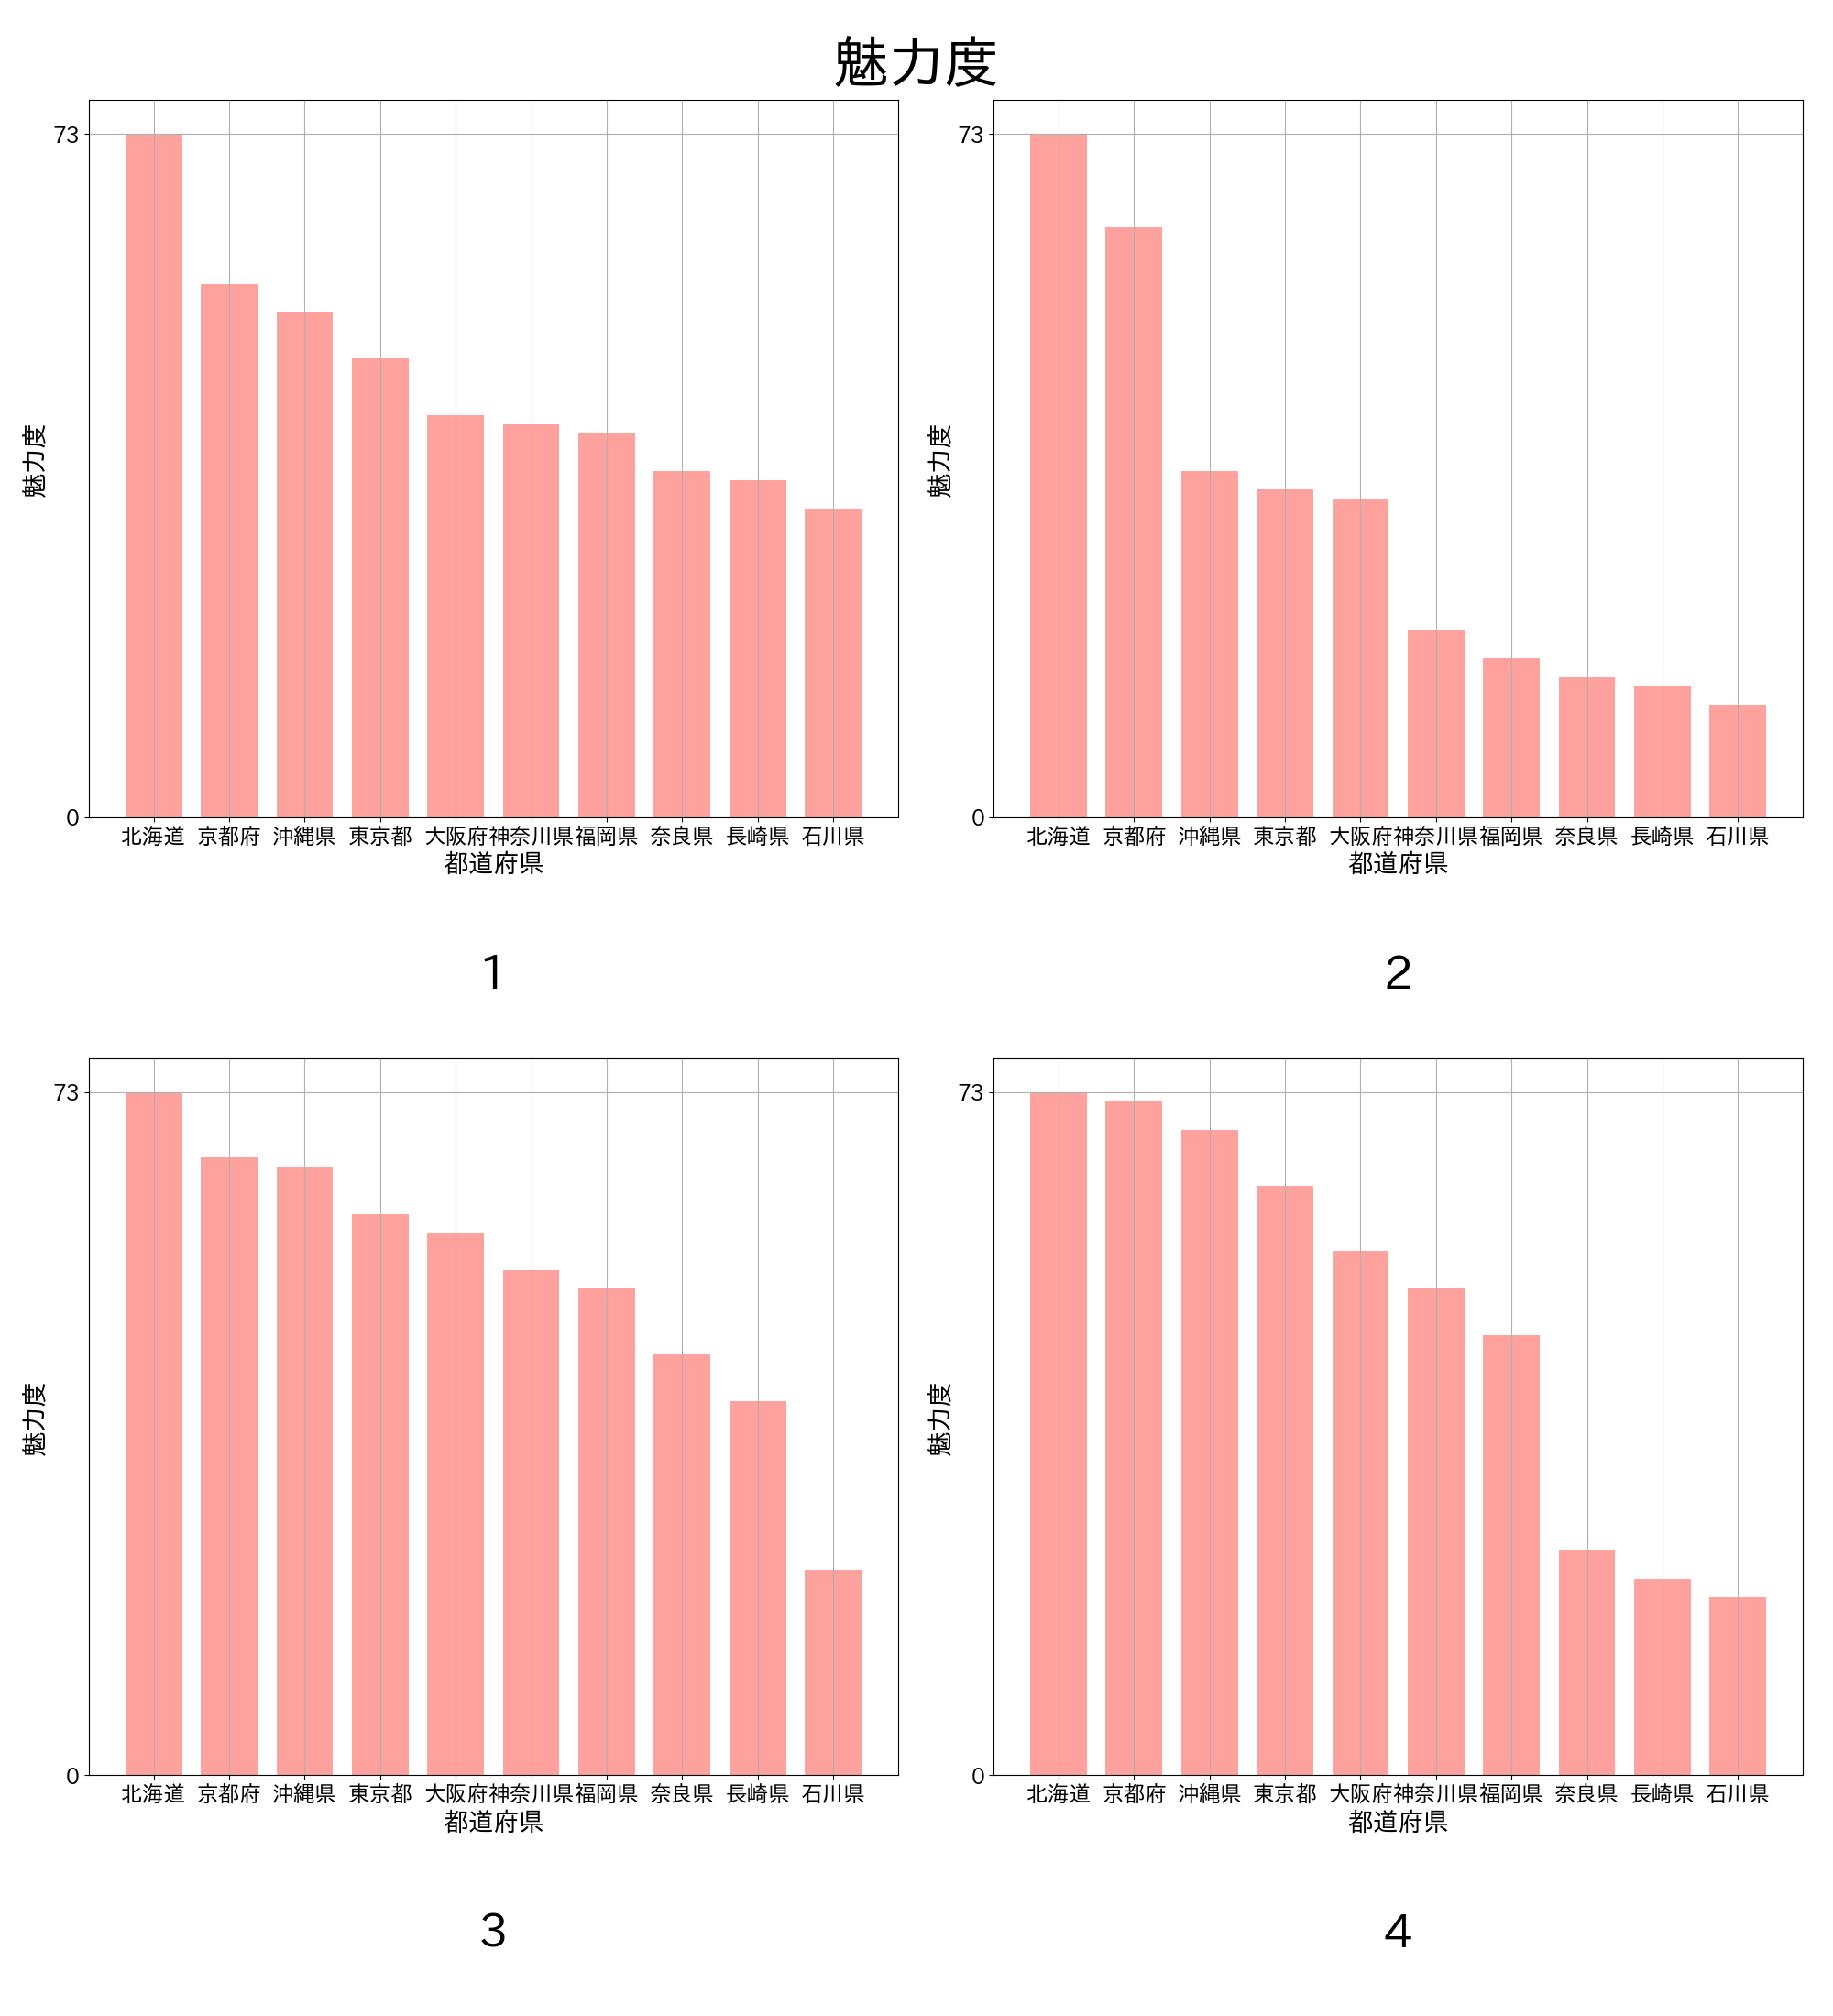 魅力度
73
0
魅力度
北海道 京都府 沖縄県 東京都 大阪府 神奈川県 福岡県 奈良県 長崎県 石川県
都道府県
1
73
0
魅力度
北海道 京都府 沖縄県 東京都 大阪府 神奈川県 福岡県 奈良県 長崎県 石川県
都道府県
2
73
0
魅力度
北海道 京都府 沖縄県 東京都 大阪府 神奈川県 福岡県 奈良県 長崎県 石川県
都道府県
3
73
0
魅力度
北海道 京都府 沖縄県 東京都 大阪府 神奈川県 福岡県 奈良県 長崎県 石川県
都道府県
4